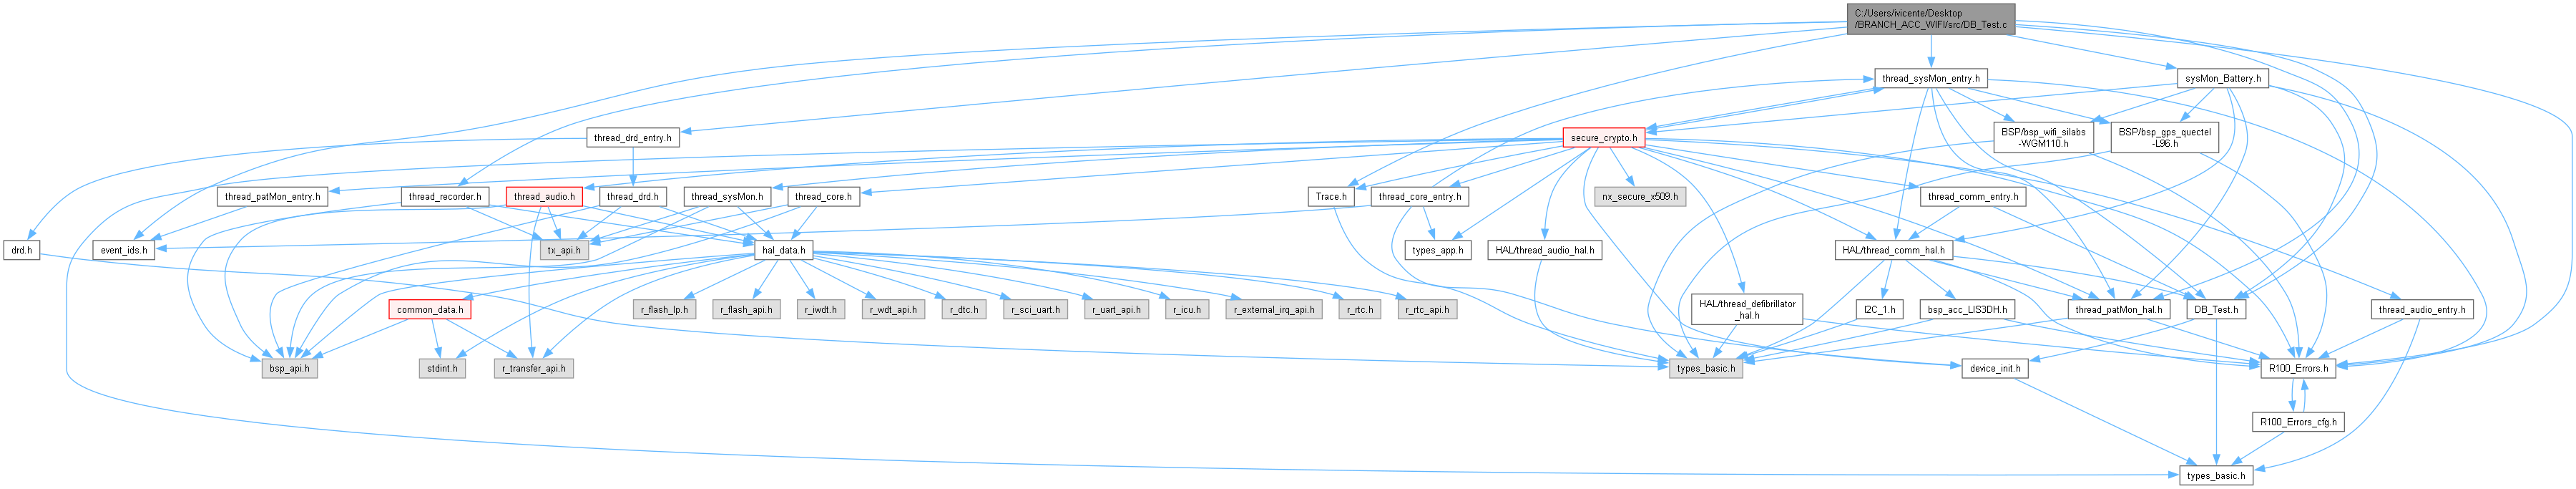 C:/Users/ivicente/Desktop
/BRANCH_ACC_WIFI/src/DB_Test.c
thread_sysMon_entry.h
sysMon_Battery.h
thread_drd_entry.h
secure_crypto.h
BSP/bsp_wifi_silabs
-WGM110.h
BSP/bsp_gps_quectel
-L96.h
thread_patMon_entry.h
thread_recorder.h
thread_audio.h
thread_drd.h
thread_sysMon.h
thread_core.h
Trace.h
thread_core_entry.h
nx_secure_x509.h
thread_comm_entry.h
drd.h
event_ids.h
tx_api.h
hal_data.h
types_app.h
HAL/thread_audio_hal.h
HAL/thread_comm_hal.h
common_data.h
r_flash_lp.h
r_flash_api.h
r_iwdt.h
r_wdt_api.h
r_dtc.h
r_sci_uart.h
r_uart_api.h
r_icu.h
r_external_irq_api.h
r_rtc.h
r_rtc_api.h
HAL/thread_defibrillator
_hal.h
I2C_1.h
bsp_acc_LIS3DH.h
thread_patMon_hal.h
DB_Test.h
thread_audio_entry.h
bsp_api.h
stdint.h
r_transfer_api.h
types_basic.h
device_init.h
R100_Errors.h
R100_Errors_cfg.h
types_basic.h